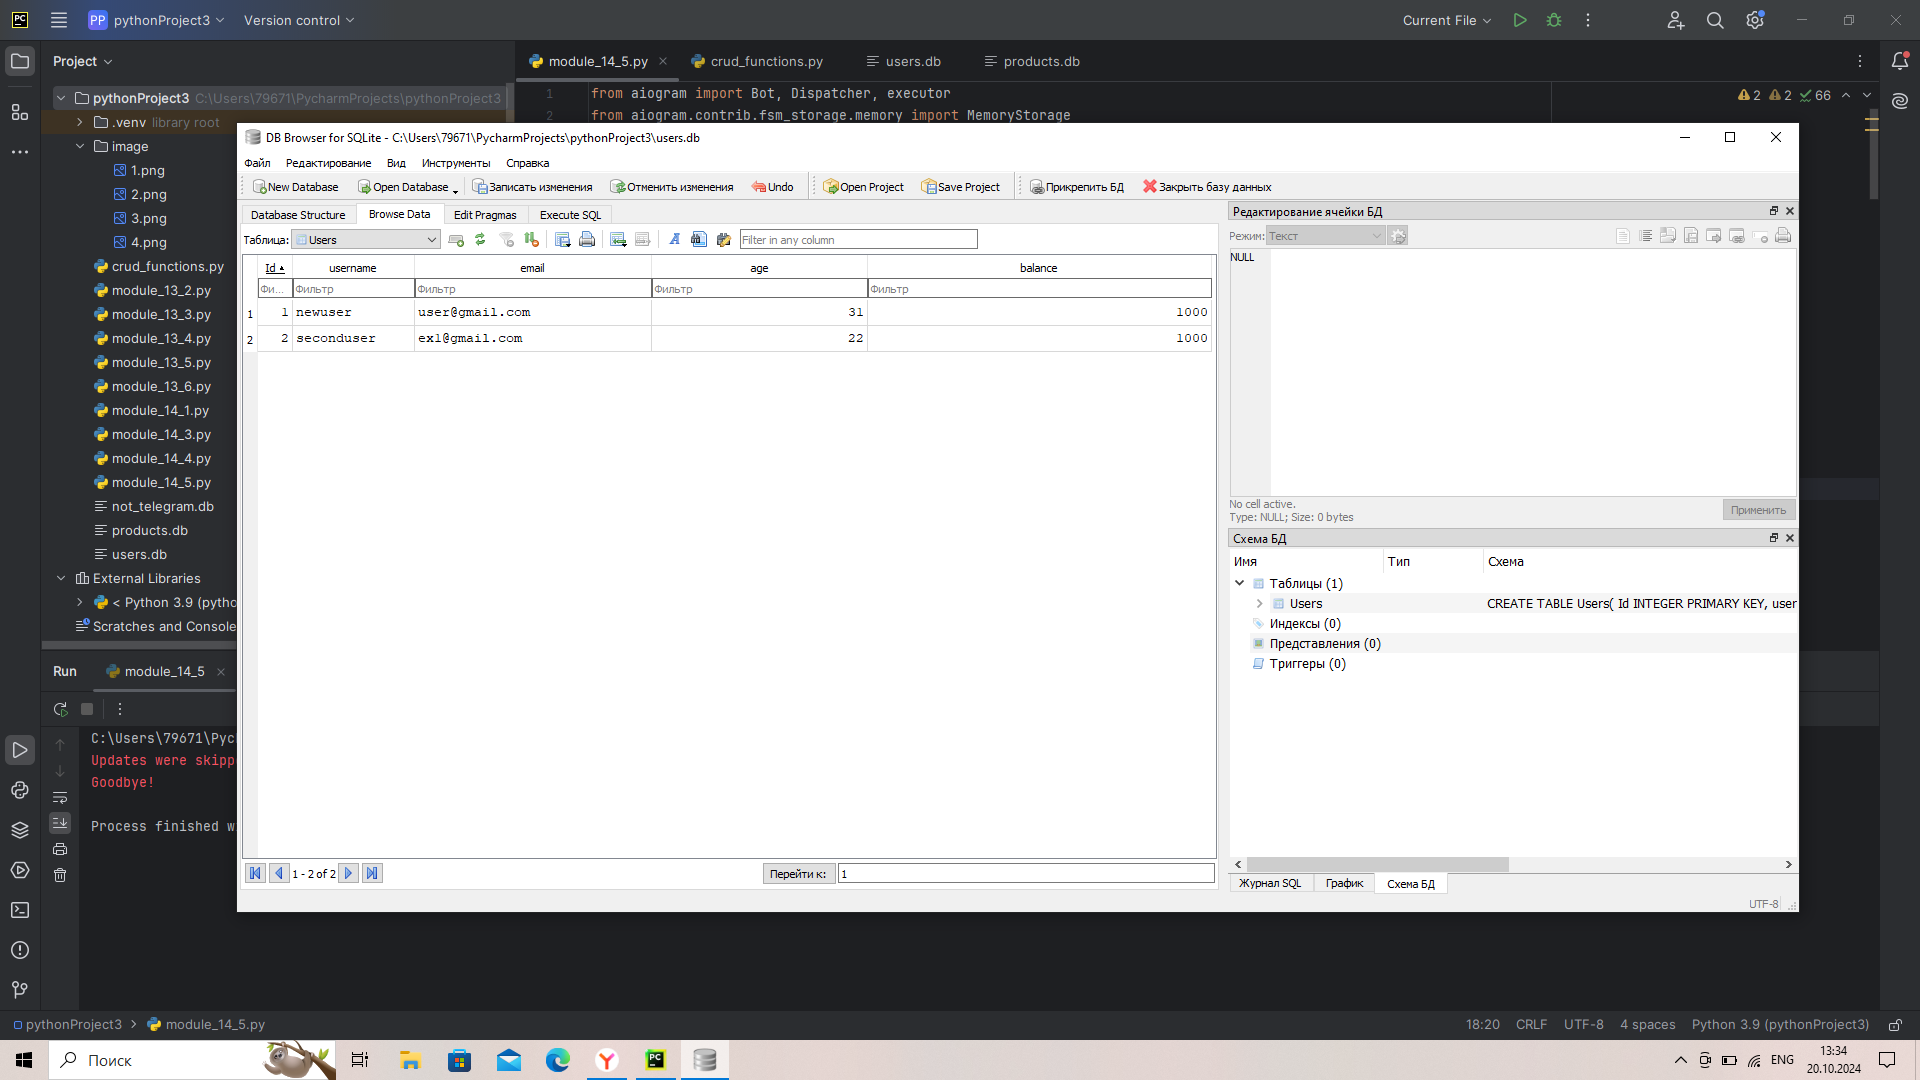 PC
PP pythonProject3
Version control
Current File
Project
module_14_5.py
crud_functions.py
users.db
products.db
pythonProject3 C:\Users\79671\PycharmProjects\pythonProject3
.venv library root
image
1.png
2.png
3.png
4.png
crud_functions.py
module_13_2.py
module_13_3.py
module_13_4.py
module_13_5.py
module_13_6.py
module_14_1.py
module_14_3.py
module_14_4.py
module_14_5.py
not_telegram.db
products.db
users.db
External Libraries
< Python 3.9 (pytho
Scratches and Console
1 from aiogram import Bot, Dispatcher, executor
2 from aiogram.contrib.fsm_storage.memory import MemoryStorage
2 2 66
DB Browser for SQLite - C:\Users\79671\PycharmProjects\pythonProject3\users.db
Файл Редактирование Вид Инструменты Справка
New Database Open Database Записать изменения Отменить изменения Undo Open Project Save Project Прикрепить БД Закрыть базу данных
Database Structure Browse Data Edit Pragmas Execute SQL
Таблица: Users Filter in any column
Id username email age balance
Фи... Фильтр Фильтр Фильтр Фильтр
1 1 newuser user@gmail.com 31 1000
2 2 seconduser ex1@gmail.com 22 1000
1 - 2 of 2 Перейти к: 1
Редактирование ячейки БД
Режим: Текст
NULL
No cell active.
Type: NULL; Size: 0 bytes
Применить
Схема БД
Имя Тип Схема
Таблицы (1)
Users CREATE TABLE Users( Id INTEGER PRIMARY KEY, user
Индексы (0)
Представления (0)
Триггеры (0)
Журнал SQL График Схема БД
UTF-8
Run module_14_5
C:\Users\79671\Pyc
Updates were skipp
Goodbye!
Process finished w
pythonProject3 > module_14_5.py
18:20 CRLF UTF-8 4 spaces Python 3.9 (pythonProject3)
Поиск
PC
ENG
13:34
20.10.2024